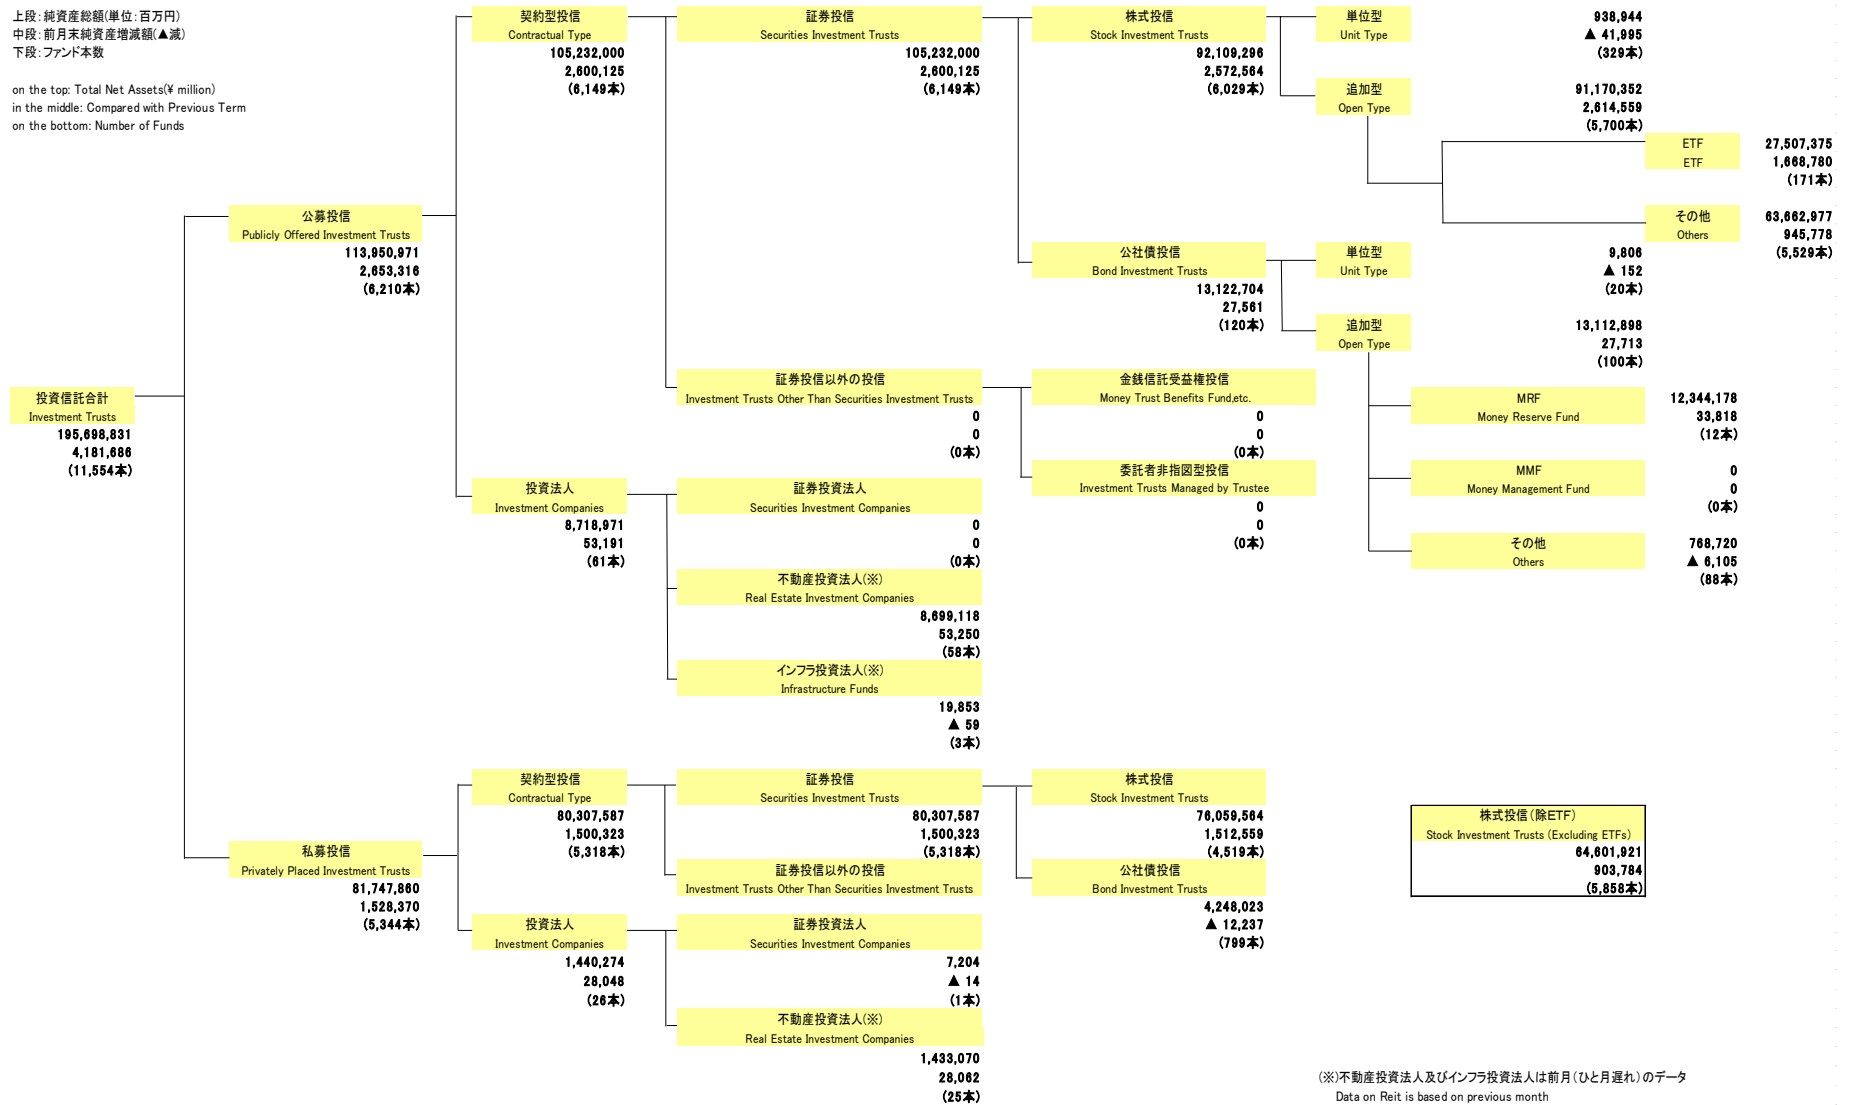 上段:純資産総額(単位:百万円)
中段:前月末純資産増減額(▲減)
下段:ファンド本数
on the top: Total Net Assets(¥ million)
in the middle: Compared with Previous Term
on the bottom: Number of Funds
投資信託合計
Investment Trusts
195,698,831
4,181,686
(11,554本)
公募投信
Publicly Offered Investment Trusts
113,950,971
2,653,316
(6,210本)
契約型投信
Contractual Type
105,232,000
2,600,125
(6,149本)
証券投信
Securities Investment Trusts
105,232,000
2,600,125
(6,149本)
株式投信
Stock Investment Trusts
92,109,296
2,572,564
(6,029本)
単位型
Unit Type
938,944
▲ 41,995
(329本)
追加型
Open Type
91,170,352
2,614,559
(5,700本)
ETF
ETF
27,507,375
1,668,780
(171本)
その他
Others
63,662,977
945,778
(5,529本)
公社債投信
Bond Investment Trusts
13,122,704
27,561
(120本)
単位型
Unit Type
9,806
▲ 152
(20本)
追加型
Open Type
13,112,898
27,713
(100本)
MRF
Money Reserve Fund
12,344,178
33,818
(12本)
MMF
Money Management Fund
0
0
(0本)
その他
Others
768,720
▲ 6,105
(88本)
証券投信以外の投信
Investment Trusts Other Than Securities Investment Trusts
0
0
(0本)
金銭信託受益権投信
Money Trust Benefits Fund,etc.
0
0
(0本)
委託者非指図型投信
Investment Trusts Managed by Trustee
0
0
(0本)
投資法人
Investment Companies
8,718,971
53,191
(61本)
証券投資法人
Securities Investment Companies
0
0
(0本)
不動産投資法人(※)
Real Estate Investment Companies
8,699,118
53,250
(58本)
インフラ投資法人(※)
Infrastructure Funds
19,853
▲ 59
(3本)
私募投信
Privately Placed Investment Trusts
81,747,860
1,528,370
(5,344本)
契約型投信
Contractual Type
80,307,587
1,500,323
(5,318本)
証券投信
Securities Investment Trusts
80,307,587
1,500,323
(5,318本)
株式投信
Stock Investment Trusts
76,059,564
1,512,559
(4,519本)
公社債投信
Bond Investment Trusts
4,248,023
▲ 12,237
(799本)
証券投信以外の投信
Investment Trusts Other Than Securities Investment Trusts
投資法人
Investment Companies
1,440,274
28,048
(26本)
証券投資法人
Securities Investment Companies
7,204
▲ 14
(1本)
不動産投資法人(※)
Real Estate Investment Companies
1,433,070
28,062
(25本)
株式投信(除ETF)
Stock Investment Trusts (Excluding ETFs)
64,601,921
903,784
(5,858本)
(※)不動産投資法人及びインフラ投資法人は前月(ひと月遅れ)のデータ
Data on Reit is based on previous month